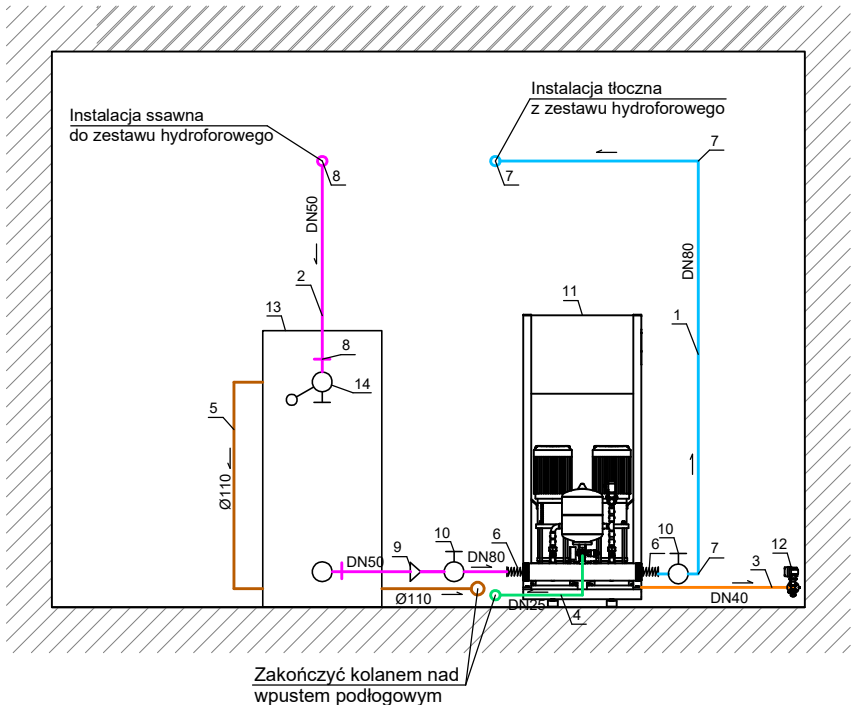 Instalacja tłoczna
z zestawu hydroforowego
Instalacja ssawna
do zestawu hydroforowego
7
8
7
DN50
DN80
2
13
11
1
8
14
5
Ø110
DN50
9
10
DN80
6
6
10
7
3
12
Ø110
DN25
4
DN40
Zakończyć kolanem nad
wpustem podłogowym